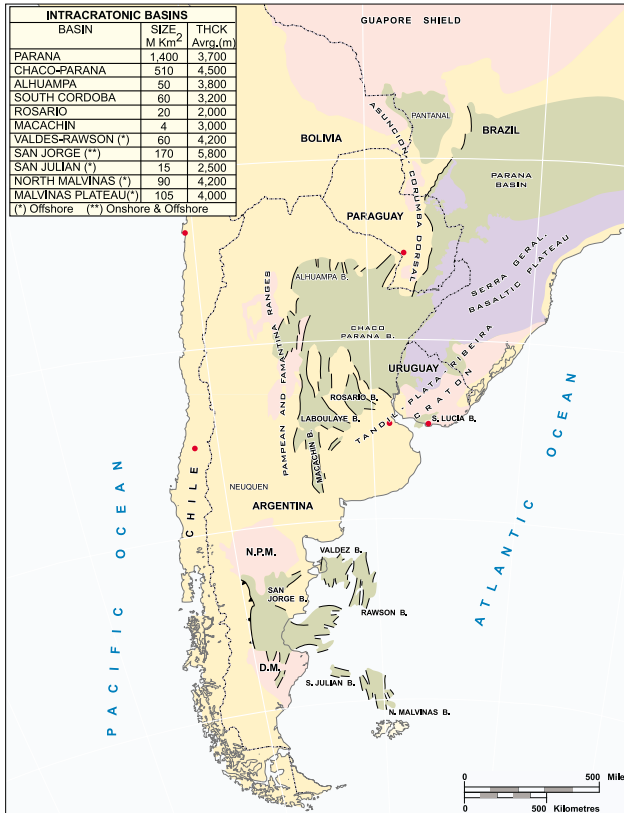 INTRACRATONIC BASINS
BASIN SIZE M Km² THCK Avrg.(m)
PARANA 1,400 3,700
CHACO-PARANA 510 4,500
ALHUAMPA 50 3,800
SOUTH CORDOBA 60 3,200
ROSARIO 20 2,000
MACACHIN 4 3,000
VALDES-RAWSON (*) 60 4,200
SAN JORGE (**) 170 5,800
SAN JULIAN (*) 15 2,500
NORTH MALVINAS (*) 90 4,200
MALVINAS PLATEAU(*) 105 4,000
(*) Offshore (**) Onshore & Offshore
GUAPORE SHIELD
PANTANAL
BOLIVIA
BRAZIL
ASUNCION - CORUMBA DORSAL
PARANA
BASIN
PARAGUAY
SERRA GERAL.
BASALTIC PLATEAU
ALHUAMPA B.
PAMPEAN AND FAMANTINA RANGES
CHACO
PARANA B.
URUGUAY
TANDIL PLATA RIBEIRA
CRATON
ROSARIO B.
LABOULAYE B.
S. LUCIA B.
MACACHIN B.
NEUQUEN
ARGENTINA
CHILE
PACIFIC OCEAN
ATLANTIC OCEAN
N.P.M.
VALDEZ B.
SAN
JORGE B.
RAWSON B.
D.M.
S. JULIAN B.
N. MALVINAS B.
0 500 Mile
0 500 Kilometres